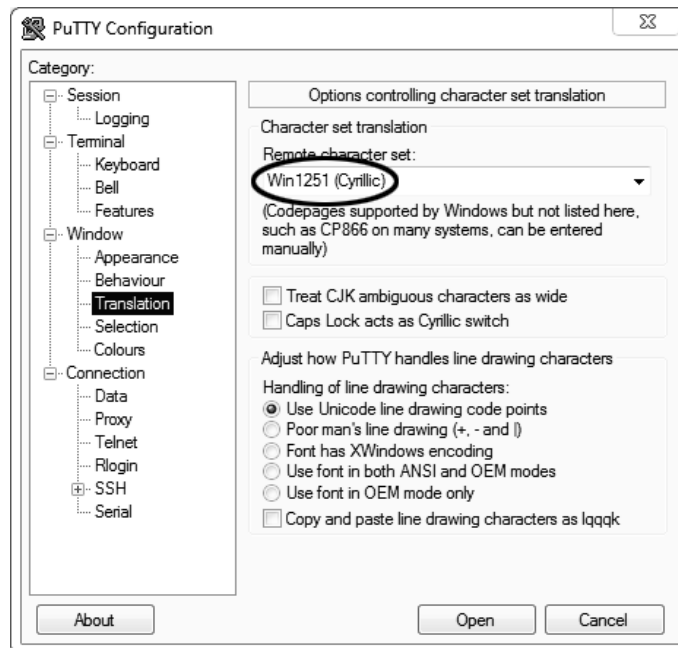 PuTTY Configuration
Category:
Session
Logging
Terminal
Keyboard
Bell
Features
Window
Appearance
Behaviour
Translation
Selection
Colours
Connection
Data
Proxy
Telnet
Rlogin
SSH
Serial
Options controlling character set translation
Character set translation
Remote character set:
Win1251 (Cyrillic)
(Codepages supported by Windows but not listed here,
such as CP866 on many systems, can be entered
manually)
Treat CJK ambiguous characters as wide
Caps Lock acts as Cyrillic switch
Adjust how PuTTY handles line drawing characters
Handling of line drawing characters:
Use Unicode line drawing code points
Poor man's line drawing (+, - and |)
Font has XWindows encoding
Use font in both ANSI and OEM modes
Use font in OEM mode only
Copy and paste line drawing characters as lqqqk
About
Open
Cancel